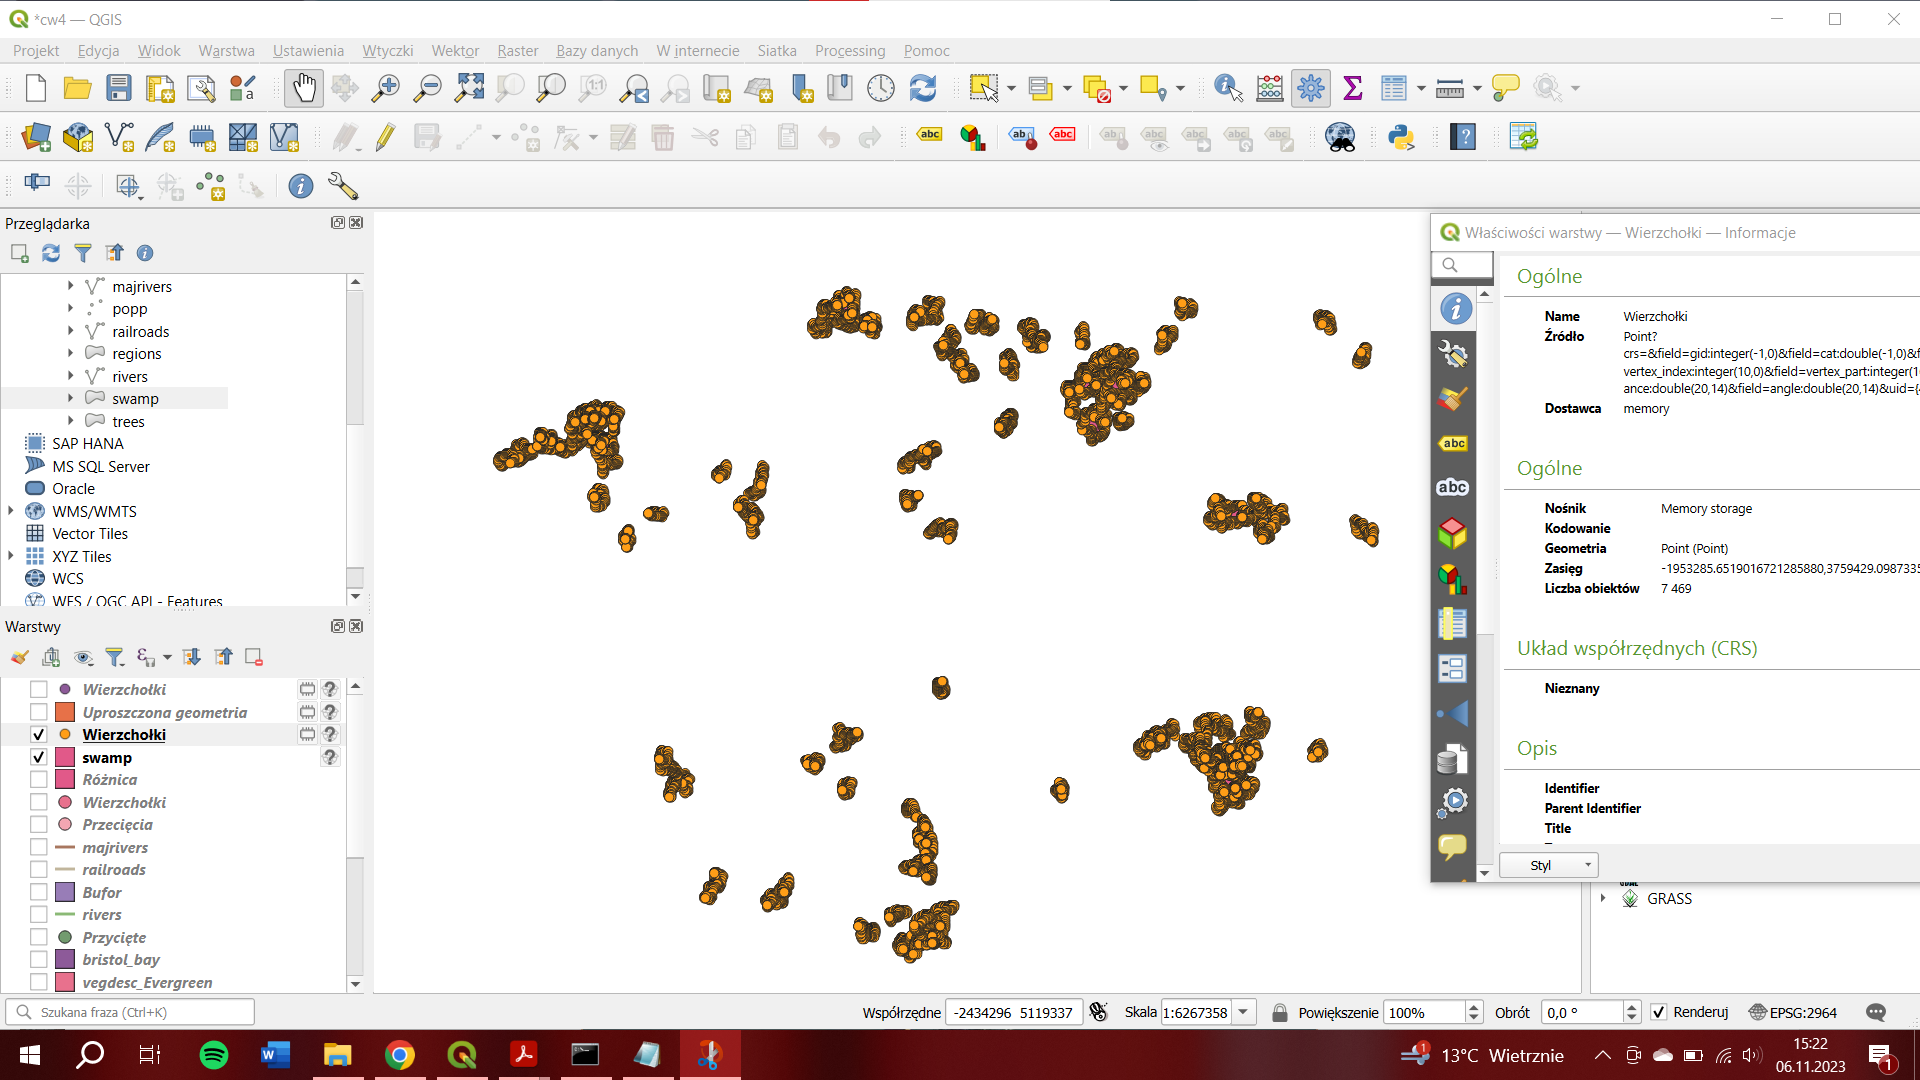 *cw4 — QGIS
Projekt Edycja Widok Warstwa Ustawienia Wtyczki Wektor Raster Bazy danych W internecie Siatka Processing Pomoc
Przeglądarka
majrivers
popp
railroads
regions
rivers
swamp
trees
SAP HANA
MS SQL Server
Oracle
WMS/WMTS
Vector Tiles
XYZ Tiles
WCS
WFS / OGC API - Features
Warstwy
Wierzchołki
Uproszczona geometria
Wierzchołki
swamp
Różnica
Wierzchołki
Przecięcia
majrivers
railroads
Bufor
rivers
Przycięte
bristol_bay
vegdesc_Evergreen
Właściwości warstwy — Wierzchołki — Informacje
Ogólne
Name Wierzchołki
Źródło Point?
crs=&field=gid:integer(-1,0)&field=cat:double(-1,0)&f
vertex_index:integer(10,0)&field=vertex_part:integer(1
ance:double(20,14)&field=angle:double(20,14)&uid={
Dostawca memory
Ogólne
Nośnik Memory storage
Kodowanie
Geometria Point (Point)
Zasięg -1953285.6519016721285880,3759429.0987335
Liczba obiektów 7 469
Układ współrzędnych (CRS)
Nieznany
Opis
Identifier
Parent Identifier
Title
Styl
GRASS
Szukana fraza (Ctrl+K)
Współrzędne -2434296 5119337 Skala 1:6267358 Powiększenie 100% Obrót 0,0 ° Renderuj EPSG:2964
13°C Wietrznie
15:22
06.11.2023